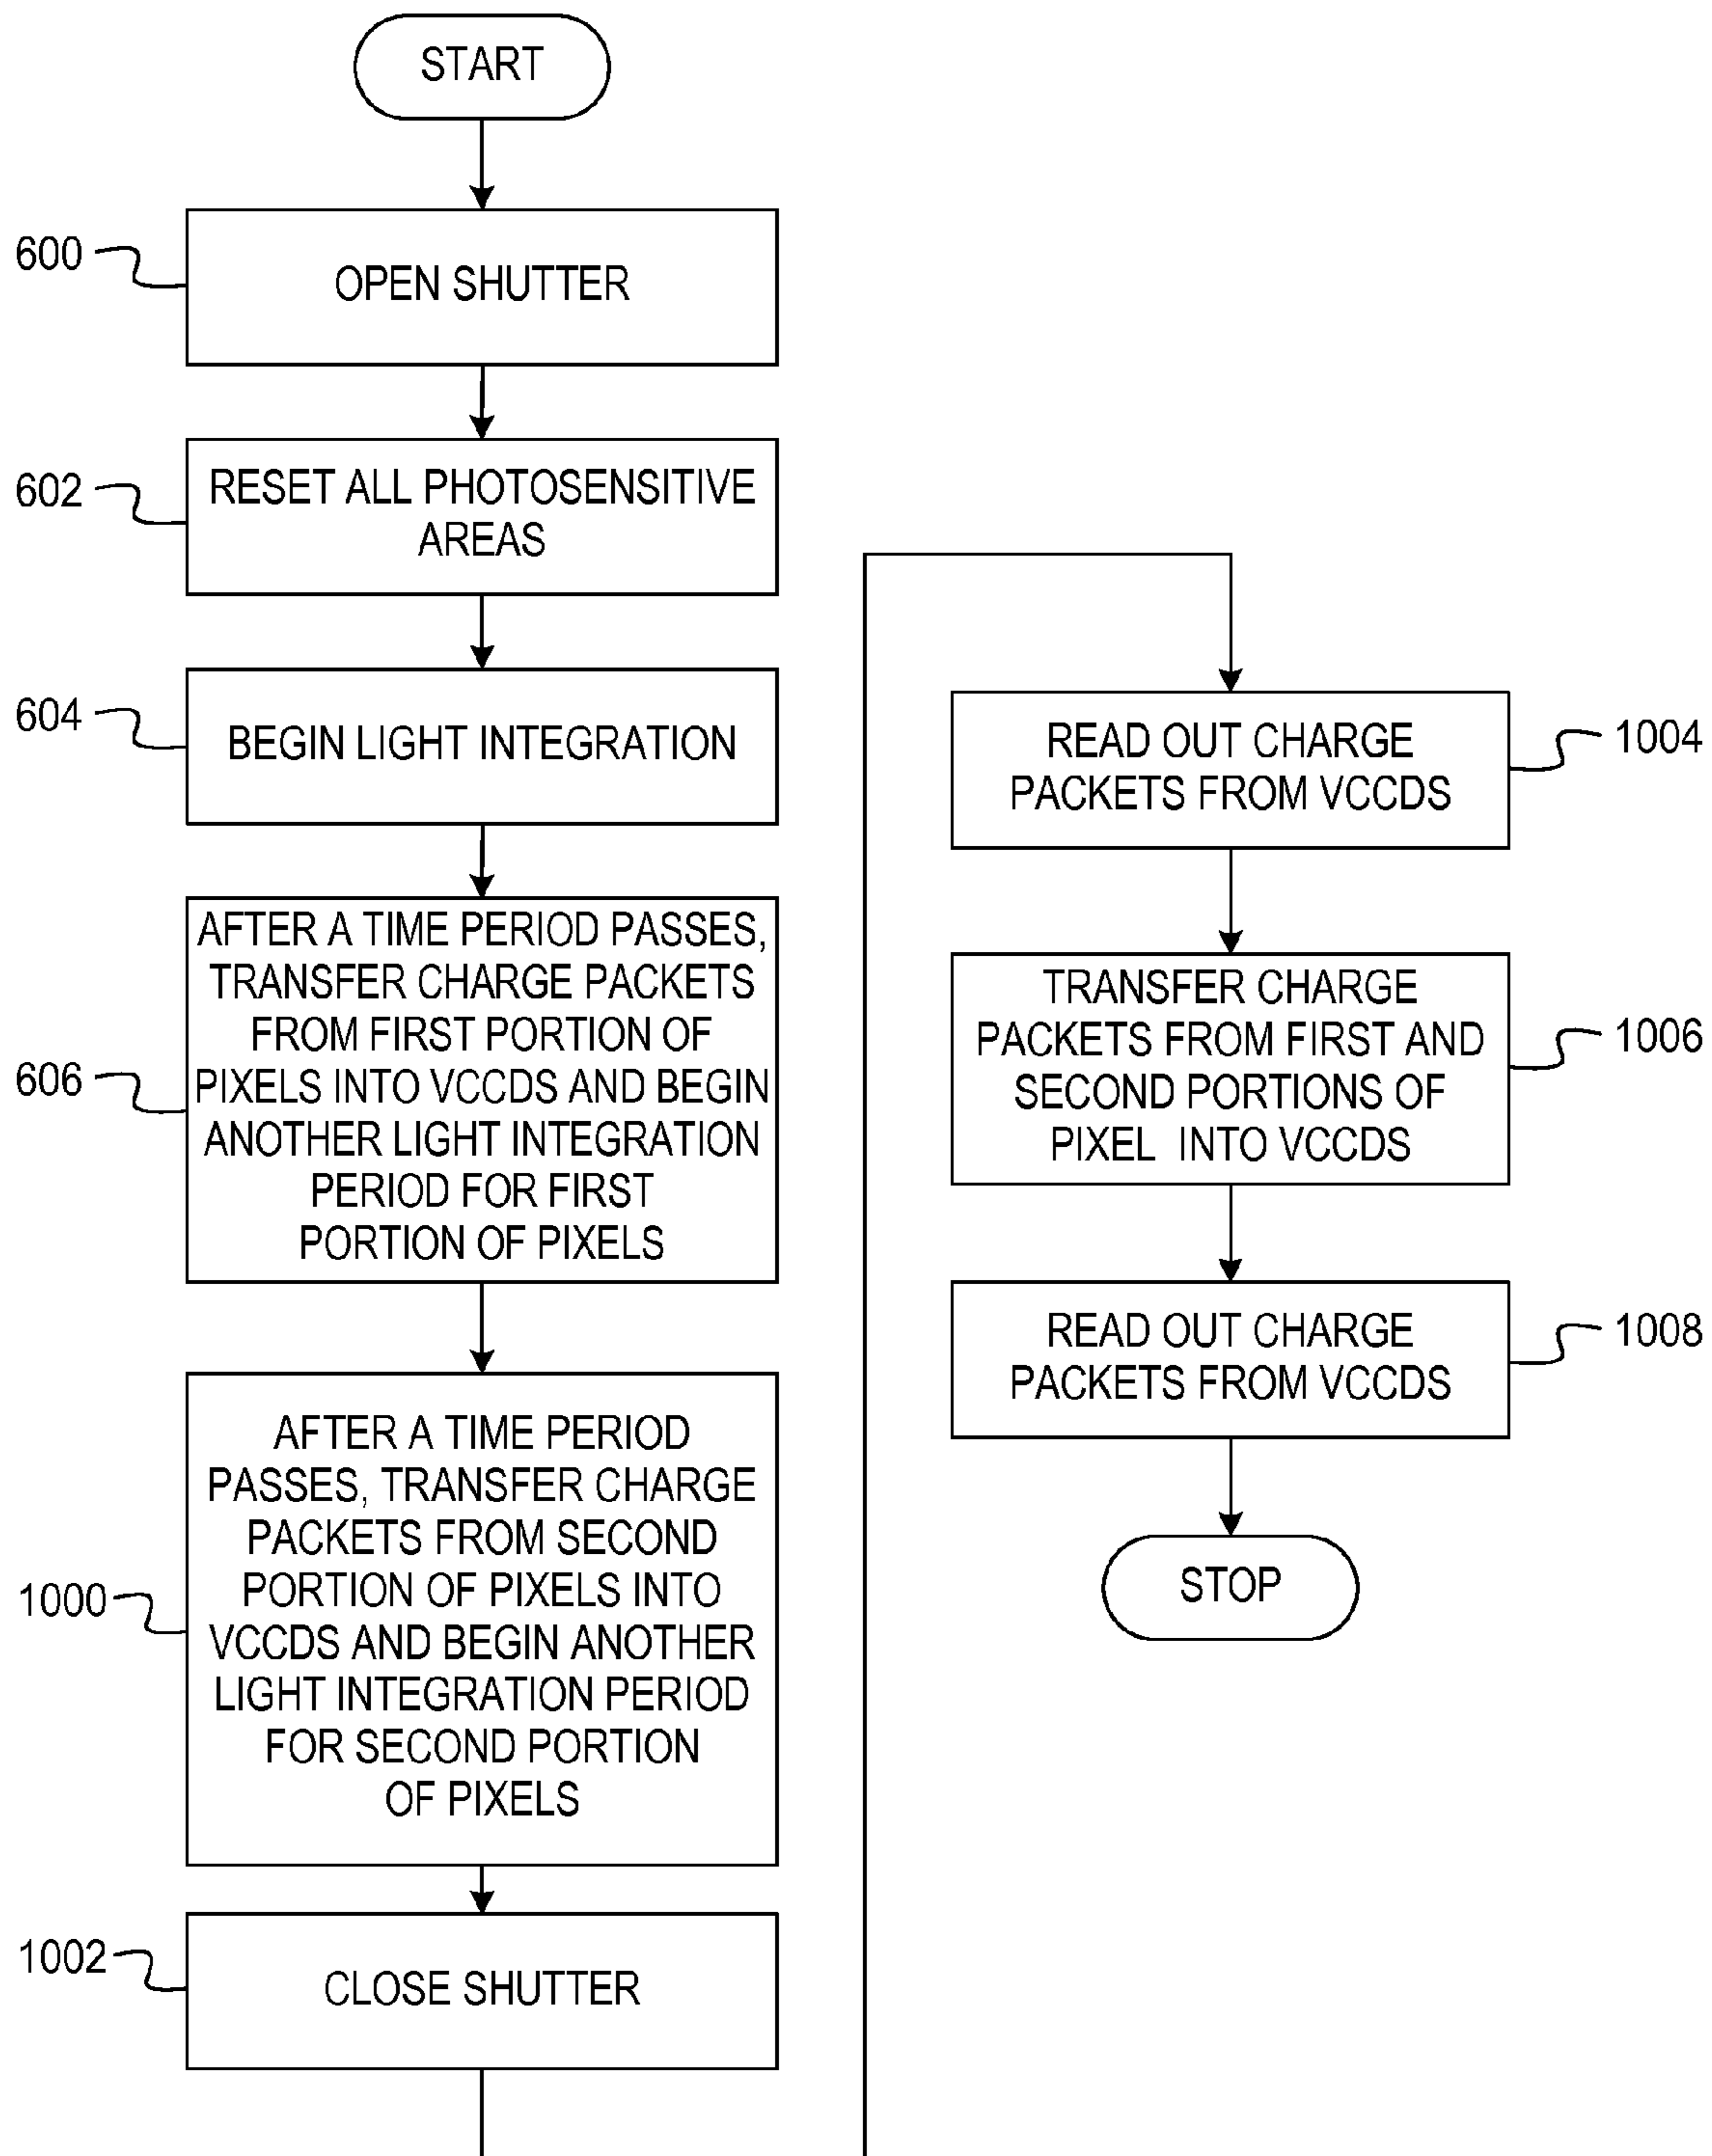 START
600
OPEN SHUTTER
602
RESET ALL PHOTOSENSITIVE
AREAS
604
BEGIN LIGHT INTEGRATION
606
AFTER A TIME PERIOD PASSES,
TRANSFER CHARGE PACKETS
FROM FIRST PORTION OF
PIXELS INTO VCCDS AND BEGIN
ANOTHER LIGHT INTEGRATION
PERIOD FOR FIRST
PORTION OF PIXELS
1000
AFTER A TIME PERIOD
PASSES, TRANSFER CHARGE
PACKETS FROM SECOND
PORTION OF PIXELS INTO
VCCDS AND BEGIN ANOTHER
LIGHT INTEGRATION PERIOD
FOR SECOND PORTION
OF PIXELS
1002
CLOSE SHUTTER
READ OUT CHARGE
PACKETS FROM VCCDS
1004
TRANSFER CHARGE
PACKETS FROM FIRST AND
SECOND PORTIONS OF
PIXEL INTO VCCDS
1006
READ OUT CHARGE
PACKETS FROM VCCDS
1008
STOP